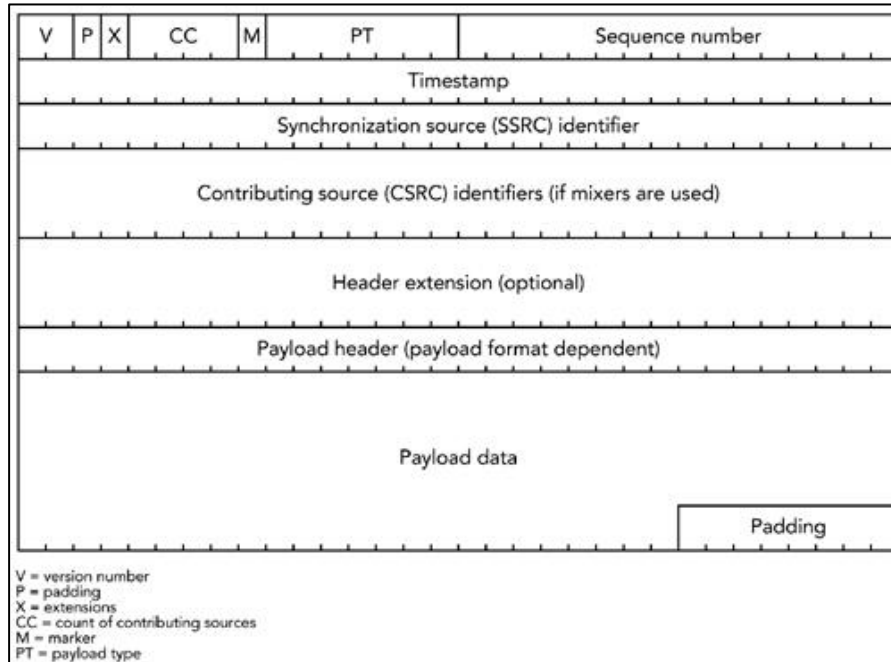 V P X CC M PT Sequence number
Timestamp
Synchronization source (SSRC) identifier
Contributing source (CSRC) identifiers (if mixers are used)
Header extension (optional)
Payload header (payload format dependent)
Payload data
Padding
V = version number
P = padding
X = extensions
CC = count of contributing sources
M = marker
PT = payload type